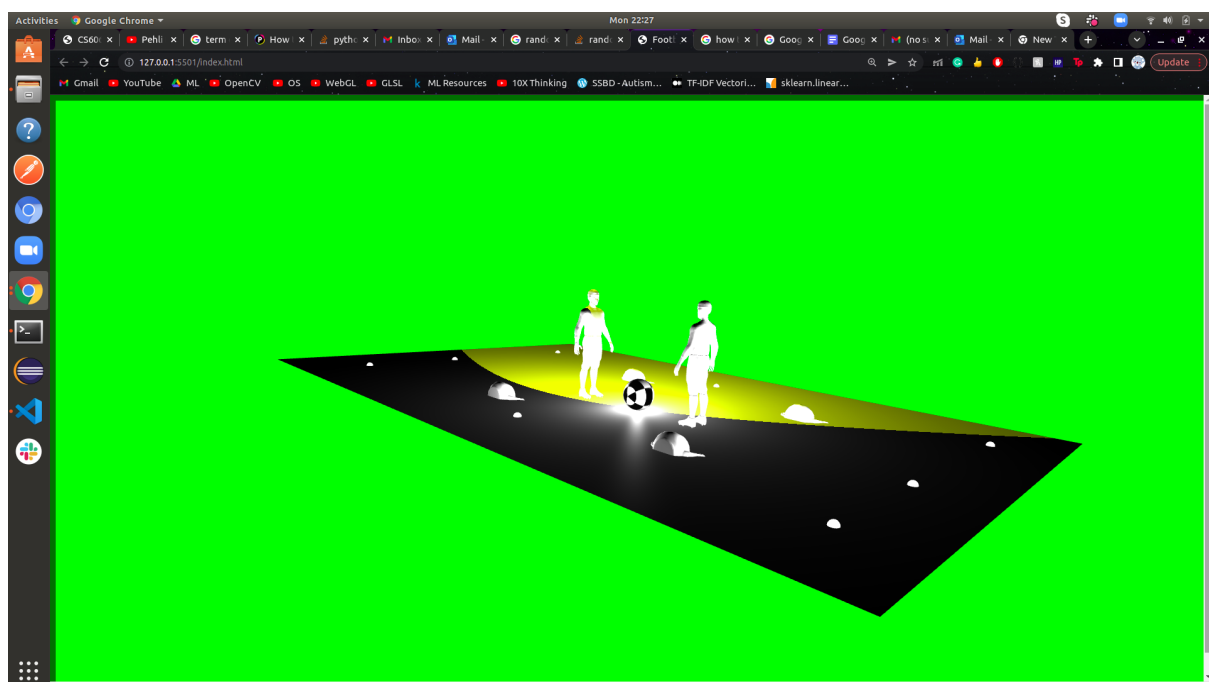 Activities Google Chrome Mon 22:27 S
CS60 Pehli term How pytho Inbo Mail - rand rand Foot how Goog Goog (no s Mail - New
127.0.0.1:5501/index.html Update
Gmail YouTube ML OpenCV OS WebGL GLSL ML Resources 10X Thinking SSBD - Autism... TF-IDF Vectori... sklearn.linear...